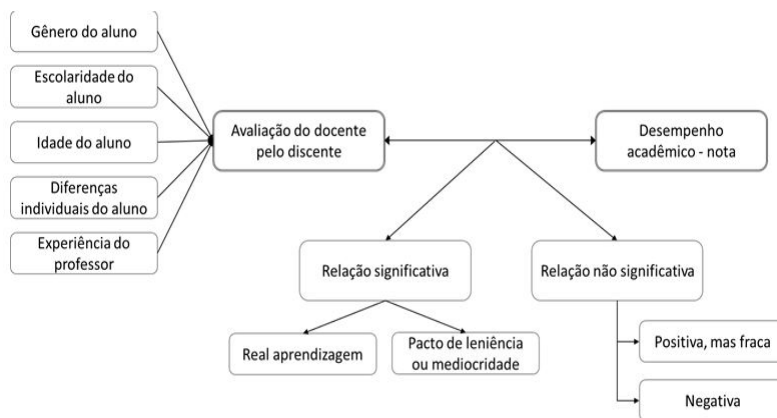 Gênero do aluno
Escolaridade do
aluno
Idade do aluno
Diferenças
individuais do aluno
Experiência do
professor
Avaliação do docente
pelo discente
Desempenho
acadêmico - nota
Relação significativa
Relação não significativa
Real aprendizagem
Pacto de leniência
ou mediocridade
Positiva, mas fraca
Negativa